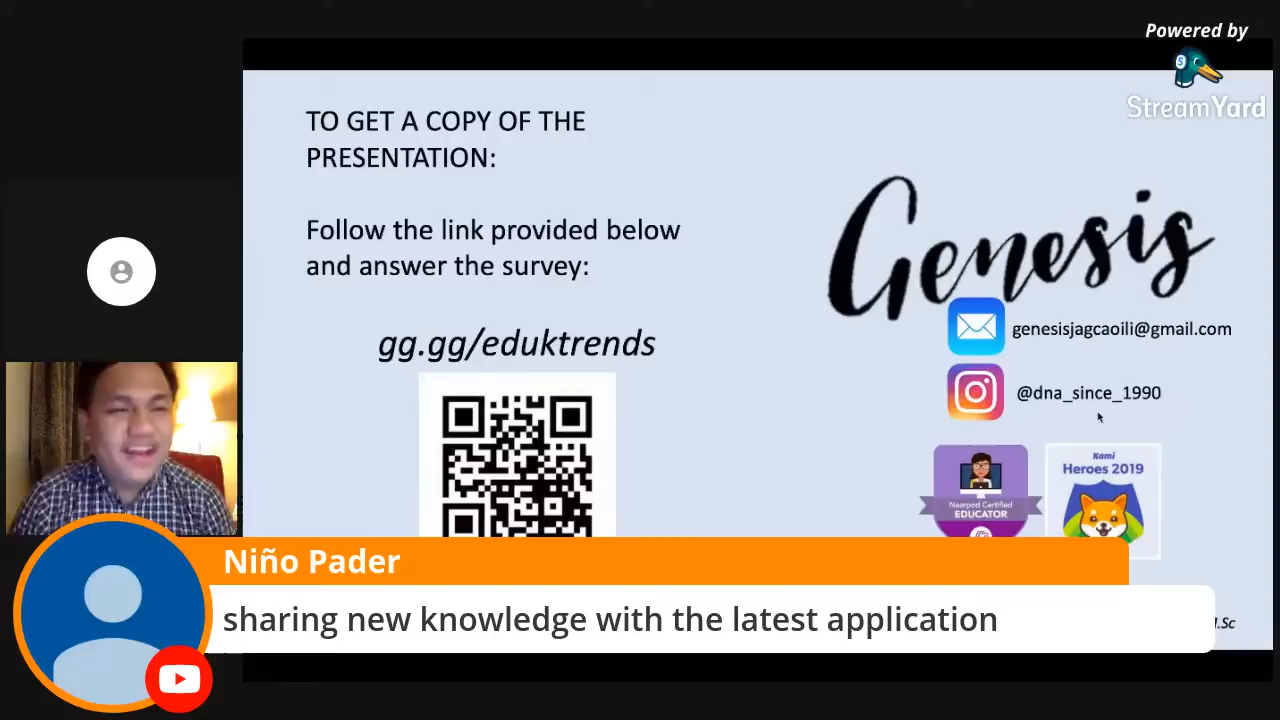 Powered by
StreamYard
TO GET A COPY OF THE
PRESENTATION:
Follow the link provided below
and answer the survey:
gg.gg/eduktrends
Genesis
genesisjagcaoili@gmail.com
@dna_since_1990
Nearpod Certified
EDUCATOR
Kami
Heroes 2019
Niño Pader
sharing new knowledge with the latest application